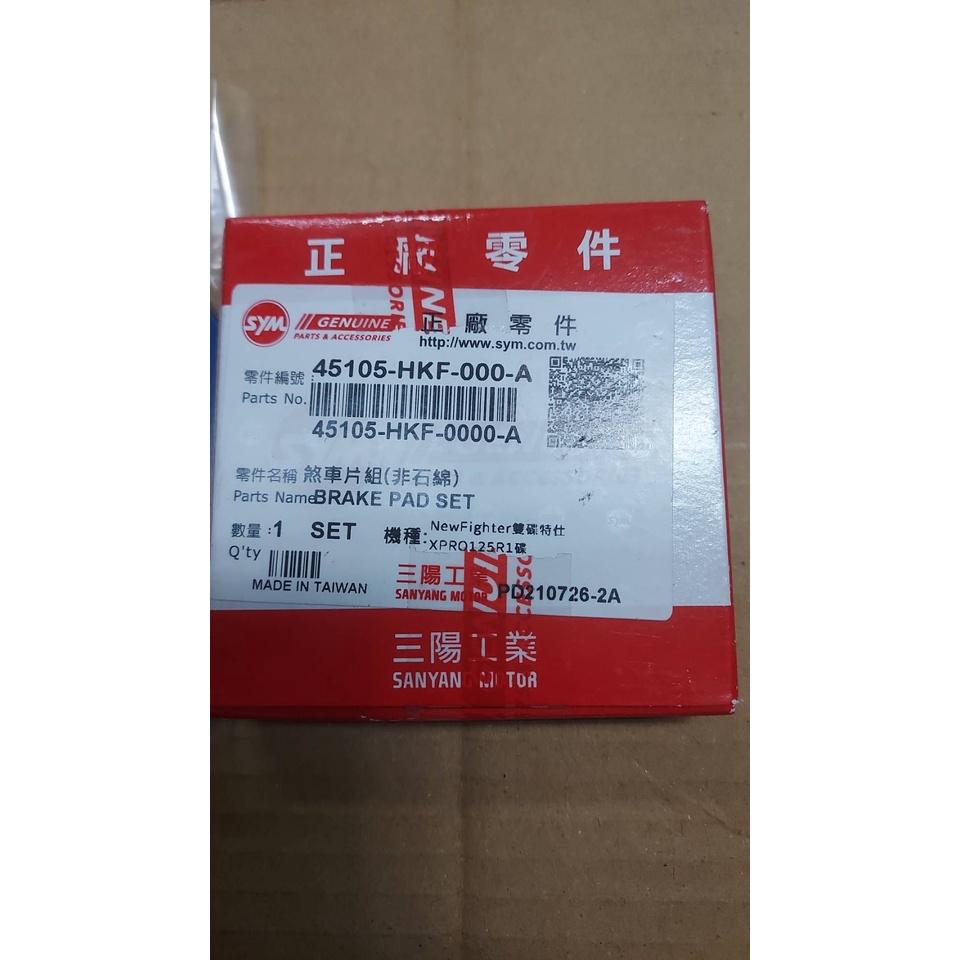 正廠零件
SYM GENUINE 正廠零件
PARTS & ACCESSORIES
http://www.sym.com.tw
零件編號 45105-HKF-000-A
Parts No.
45105-HKF-0000-A
零件名稱 煞車片組(非石綿)
Parts Name BRAKE PAD SET
數量:1 SET 機種: NewFighter雙碟特仕
XPRO125R1碟
Q'ty
MADE IN TAIWAN
三陽工業
SANYANG MOTOR PD210726-2A
三陽工業
SANYANG MOTOR